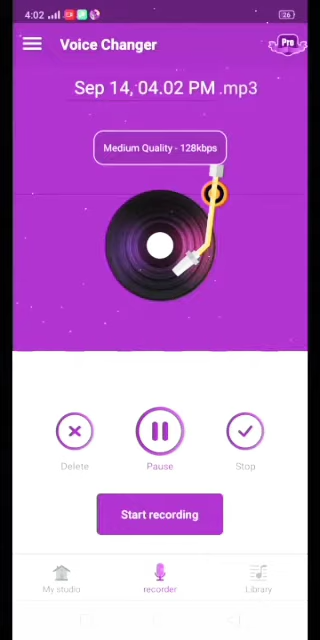 4:02
26
Voice Changer
Pro
Sep 14, 04.02 PM .mp3
Medium Quality - 128kbps
Delete
Pause
Stop
Start recording
My studio
recorder
Library